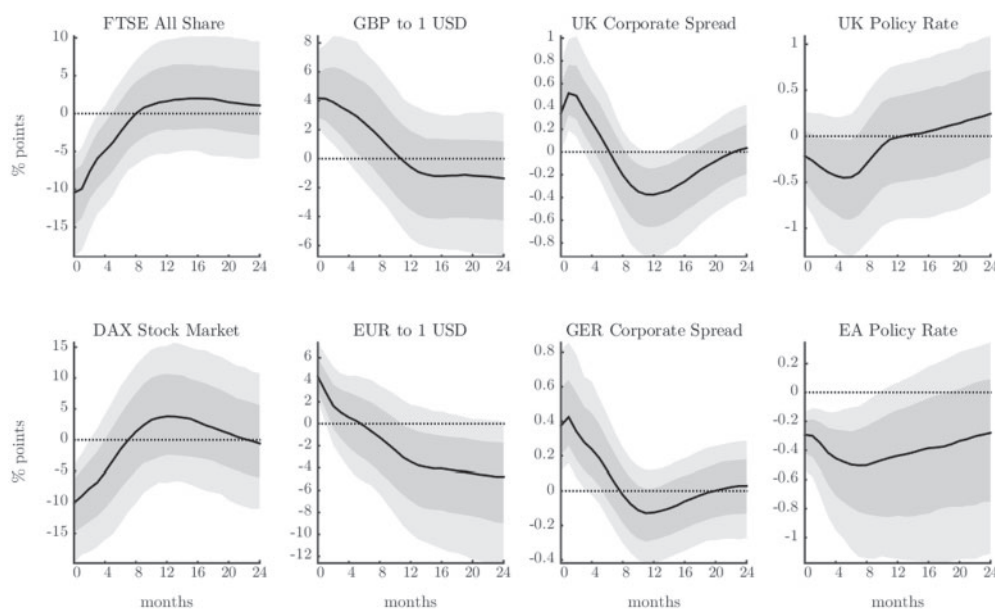 FTSE All Share
GBP to 1 USD
UK Corporate Spread
UK Policy Rate
% points
10
5
0
-5
-10
-15
0 4 8 12 16 20 24
8
6
4
2
0
-2
-4
-6
0 4 8 12 16 20 24
1
0.8
0.6
0.4
0.2
0
-0.2
-0.4
-0.6
-0.8
0 4 8 12 16 20 24
1
0.5
0
-0.5
-1
0 4 8 12 16 20 24
DAX Stock Market
EUR to 1 USD
GER Corporate Spread
EA Policy Rate
% points
15
10
5
0
-5
-10
-15
0 4 8 12 16 20 24
months
6
4
2
0
-2
-4
-6
-8
-10
-12
0 4 8 12 16 20 24
months
0.8
0.6
0.4
0.2
0
-0.2
-0.4
0 4 8 12 16 20 24
months
0.2
0
-0.2
-0.4
-0.6
-0.8
-1
0 4 8 12 16 20 24
months